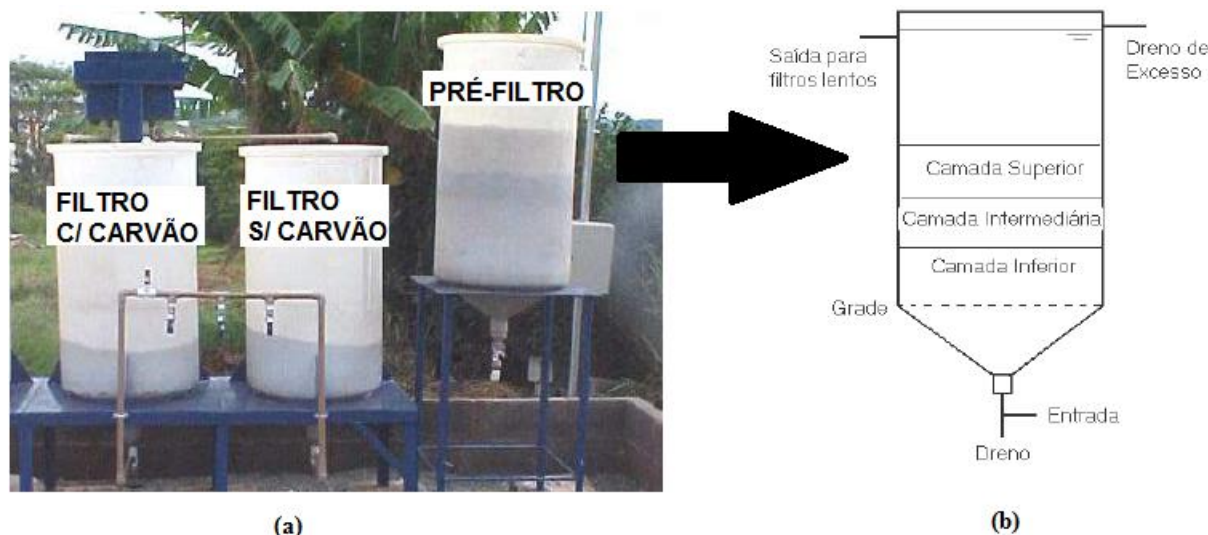 FILTRO
C/ CARVÃO
FILTRO
S/ CARVÃO
PRÉ-FILTRO
(a)
Saída para
filtros lentos
Dreno de
Excesso
Camada Superior
Camada Intermediária
Camada Inferior
Grade
Entrada
Dreno
(b)